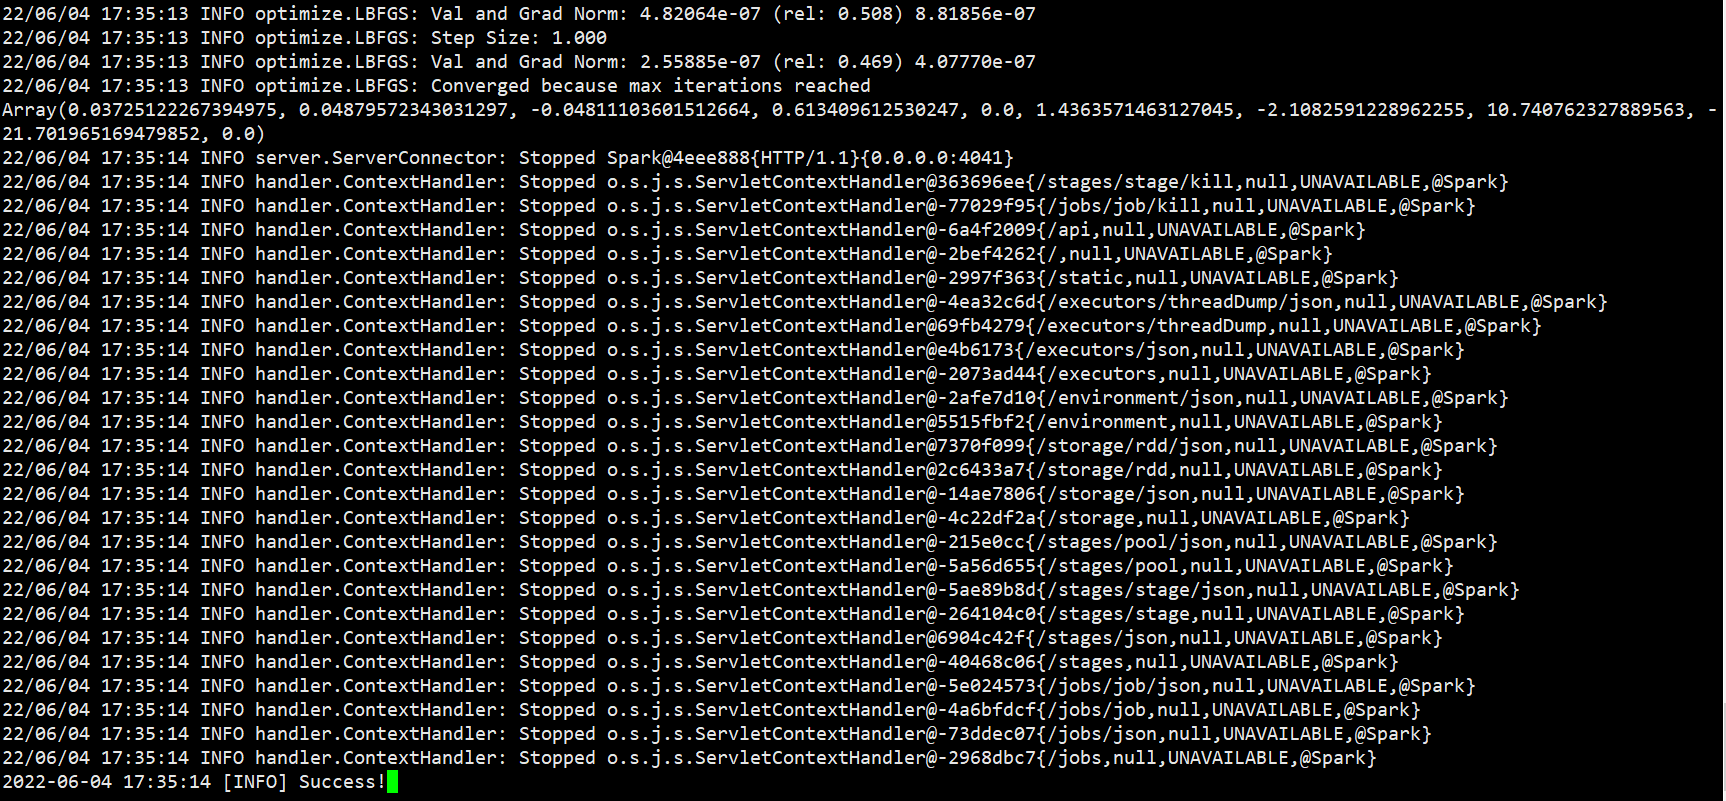 22/06/04 17:35:13 INFO optimize.LBFGS: Val and Grad Norm: 4.82064e-07 (rel: 0.508) 8.81856e-07
22/06/04 17:35:13 INFO optimize.LBFGS: Step Size: 1.000
22/06/04 17:35:13 INFO optimize.LBFGS: Val and Grad Norm: 2.55885e-07 (rel: 0.469) 4.07770e-07
22/06/04 17:35:13 INFO optimize.LBFGS: Converged because max iterations reached
Array(0.03725122267394975, 0.04879572343031297, -0.04811103601512664, 0.613409612530247, 0.0, 1.4363571463127045, -2.1082591228962255, 10.740762327889563, -
21.701965169479852, 0.0)
22/06/04 17:35:14 INFO server.ServerConnector: Stopped Spark@4eee888{HTTP/1.1}{0.0.0.0:4041}
22/06/04 17:35:14 INFO handler.ContextHandler: Stopped o.s.j.s.ServletContextHandler@363696ee{/stages/stage/kill,null,UNAVAILABLE,@Spark}
22/06/04 17:35:14 INFO handler.ContextHandler: Stopped o.s.j.s.ServletContextHandler@-77029f95{/jobs/job/kill,null,UNAVAILABLE,@Spark}
22/06/04 17:35:14 INFO handler.ContextHandler: Stopped o.s.j.s.ServletContextHandler@-6a4f2009{/api,null,UNAVAILABLE,@Spark}
22/06/04 17:35:14 INFO handler.ContextHandler: Stopped o.s.j.s.ServletContextHandler@-2bef4262{/,null,UNAVAILABLE,@Spark}
22/06/04 17:35:14 INFO handler.ContextHandler: Stopped o.s.j.s.ServletContextHandler@-2997f363{/static,null,UNAVAILABLE,@Spark}
22/06/04 17:35:14 INFO handler.ContextHandler: Stopped o.s.j.s.ServletContextHandler@-4ea32c6d{/executors/threadDump/json,null,UNAVAILABLE,@Spark}
22/06/04 17:35:14 INFO handler.ContextHandler: Stopped o.s.j.s.ServletContextHandler@69fb4279{/executors/threadDump,null,UNAVAILABLE,@Spark}
22/06/04 17:35:14 INFO handler.ContextHandler: Stopped o.s.j.s.ServletContextHandler@e4b6173{/executors/json,null,UNAVAILABLE,@Spark}
22/06/04 17:35:14 INFO handler.ContextHandler: Stopped o.s.j.s.ServletContextHandler@-2073ad44{/executors,null,UNAVAILABLE,@Spark}
22/06/04 17:35:14 INFO handler.ContextHandler: Stopped o.s.j.s.ServletContextHandler@-2afe7d10{/environment/json,null,UNAVAILABLE,@Spark}
22/06/04 17:35:14 INFO handler.ContextHandler: Stopped o.s.j.s.ServletContextHandler@5515fbf2{/environment,null,UNAVAILABLE,@Spark}
22/06/04 17:35:14 INFO handler.ContextHandler: Stopped o.s.j.s.ServletContextHandler@7370f099{/storage/rdd/json,null,UNAVAILABLE,@Spark}
22/06/04 17:35:14 INFO handler.ContextHandler: Stopped o.s.j.s.ServletContextHandler@2c6433a7{/storage/rdd,null,UNAVAILABLE,@Spark}
22/06/04 17:35:14 INFO handler.ContextHandler: Stopped o.s.j.s.ServletContextHandler@-14ae7806{/storage/json,null,UNAVAILABLE,@Spark}
22/06/04 17:35:14 INFO handler.ContextHandler: Stopped o.s.j.s.ServletContextHandler@-4c22df2a{/storage,null,UNAVAILABLE,@Spark}
22/06/04 17:35:14 INFO handler.ContextHandler: Stopped o.s.j.s.ServletContextHandler@-215e0cc{/stages/pool/json,null,UNAVAILABLE,@Spark}
22/06/04 17:35:14 INFO handler.ContextHandler: Stopped o.s.j.s.ServletContextHandler@-5a56d655{/stages/pool,null,UNAVAILABLE,@Spark}
22/06/04 17:35:14 INFO handler.ContextHandler: Stopped o.s.j.s.ServletContextHandler@-5ae89b8d{/stages/stage/json,null,UNAVAILABLE,@Spark}
22/06/04 17:35:14 INFO handler.ContextHandler: Stopped o.s.j.s.ServletContextHandler@-264104c0{/stages/stage,null,UNAVAILABLE,@Spark}
22/06/04 17:35:14 INFO handler.ContextHandler: Stopped o.s.j.s.ServletContextHandler@6904c42f{/stages/json,null,UNAVAILABLE,@Spark}
22/06/04 17:35:14 INFO handler.ContextHandler: Stopped o.s.j.s.ServletContextHandler@-40468c06{/stages,null,UNAVAILABLE,@Spark}
22/06/04 17:35:14 INFO handler.ContextHandler: Stopped o.s.j.s.ServletContextHandler@-5e024573{/jobs/job/json,null,UNAVAILABLE,@Spark}
22/06/04 17:35:14 INFO handler.ContextHandler: Stopped o.s.j.s.ServletContextHandler@-4a6bfdcf{/jobs/job,null,UNAVAILABLE,@Spark}
22/06/04 17:35:14 INFO handler.ContextHandler: Stopped o.s.j.s.ServletContextHandler@-73ddec07{/jobs/json,null,UNAVAILABLE,@Spark}
22/06/04 17:35:14 INFO handler.ContextHandler: Stopped o.s.j.s.ServletContextHandler@-2968dbc7{/jobs,null,UNAVAILABLE,@Spark}
2022-06-04 17:35:14 [INFO] Success!